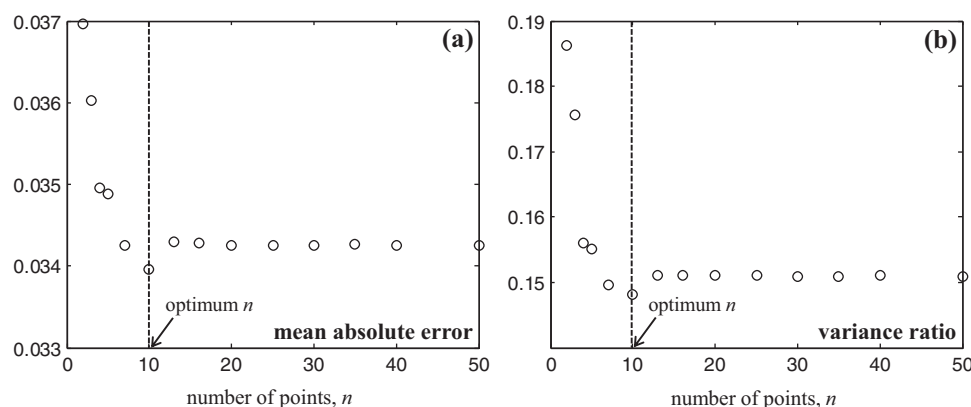 0.037
0.036
0.035
0.034
0.033
0 10 20 30 40 50
(a)
optimum n
mean absolute error
number of points, n
0.19
0.18
0.17
0.16
0.15
0 10 20 30 40 50
(b)
optimum n
variance ratio
number of points, n